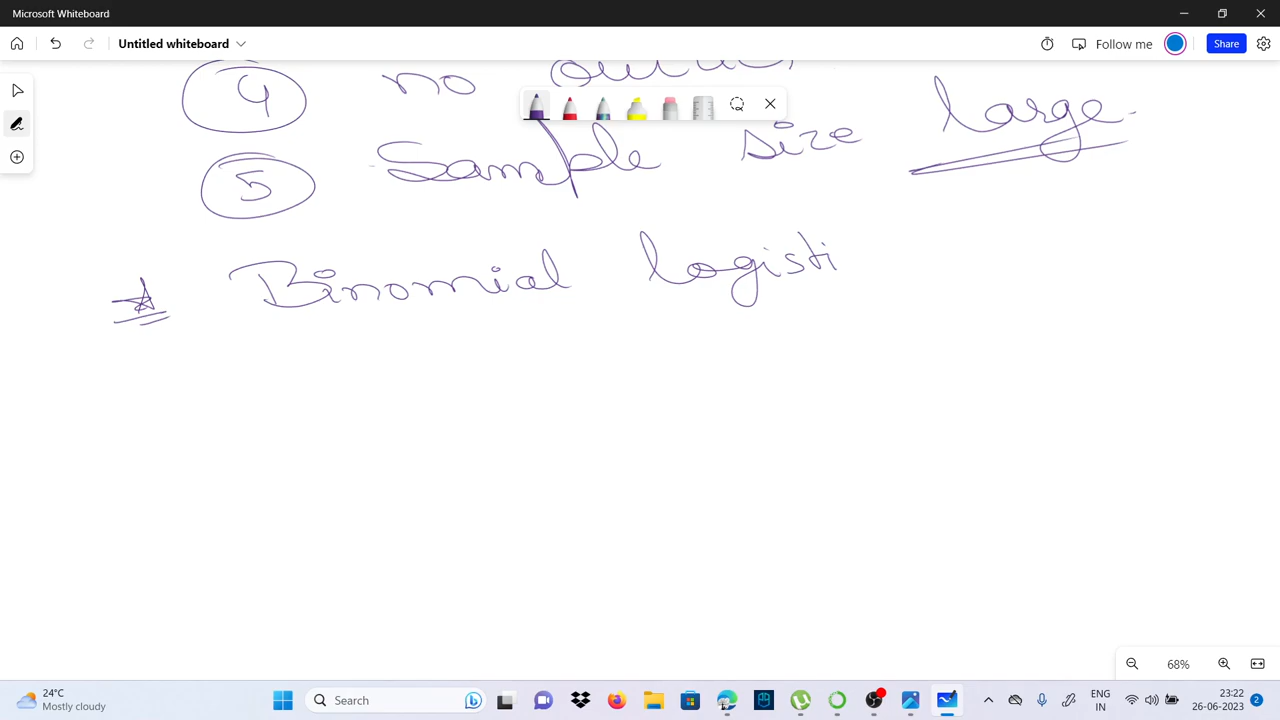 Microsoft Whiteboard
Untitled whiteboard
Follow me
Share
4 no
5 Sample size large.
Binomial logisti
68%
24°C
Mostly cloudy
Search
ENG
IN
23:22
26-06-2023
2